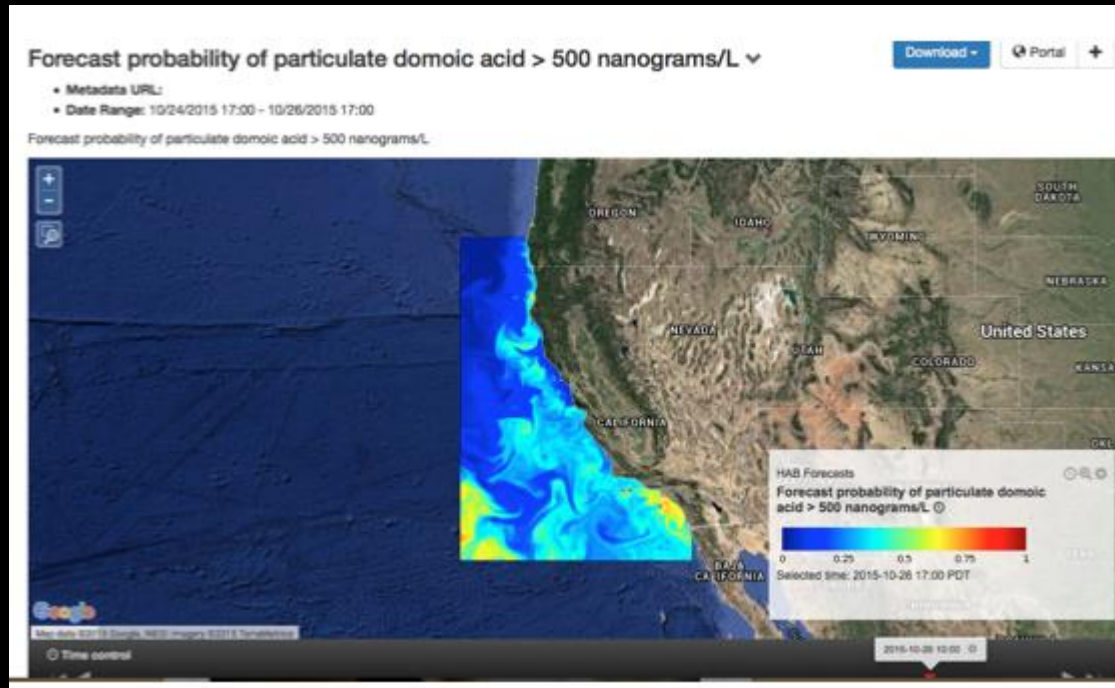 Forecast probability of particulate domoic acid > 500 nanograms/L
Download
Portal
+
• Metadata URL:
• Date Range: 10/24/2015 17:00 - 10/26/2015 17:00
Forecast probability of particulate domoic acid > 500 nanograms/L
+
-
SOUTH DAKOTA
OREGON
IDAHO
WYOMING
NEBRASKA
NEVADA
United States
UTAH
COLORADO
KANSA
CALIFORNIA
OKL
HAB Forecasts
Forecast probability of particulate domoic
acid > 500 nanograms/L
0 0.25 0.5 0.75 1
Selected time: 2015-10-26 17:00 PDT
BAJA
CALIFORNIA
Google
Time control